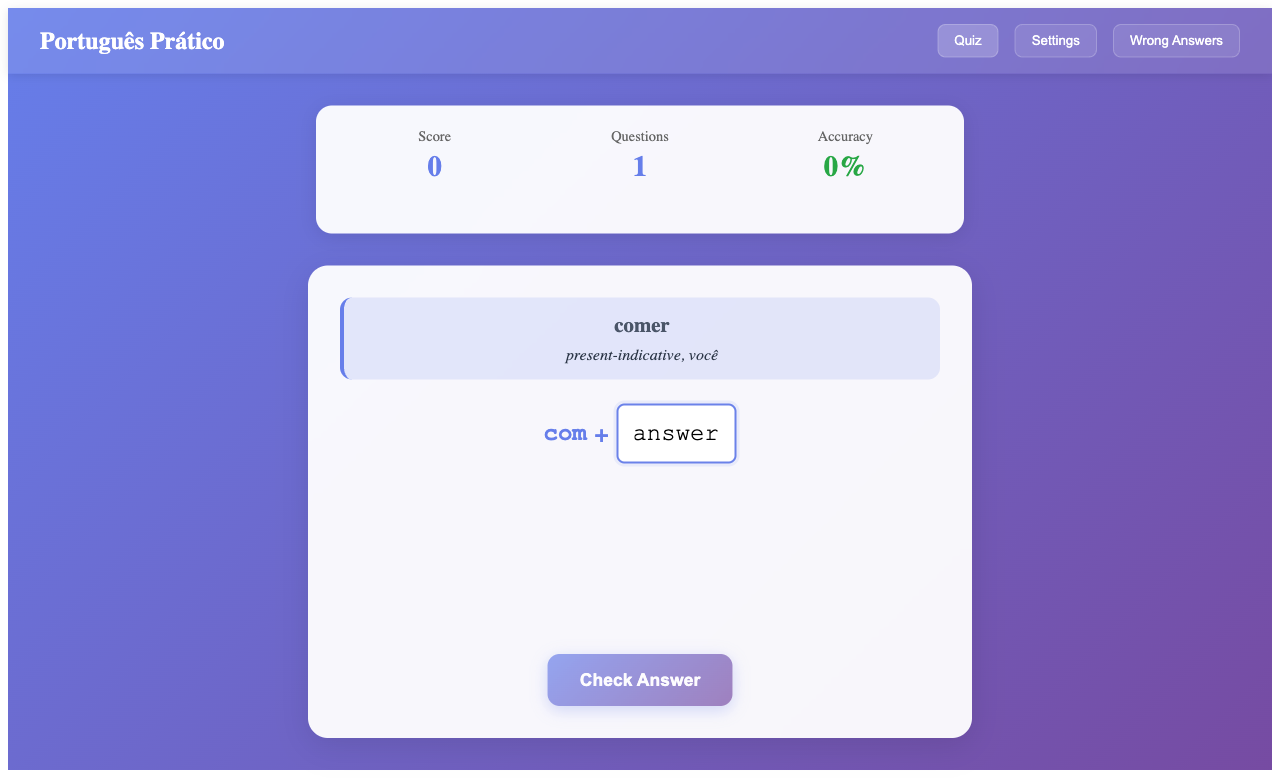 Português Prático
Quiz
Settings
Wrong Answers
Score
Questions
Accuracy
0
1
0%
comer
present-indicative, você
com + answer
Check Answer